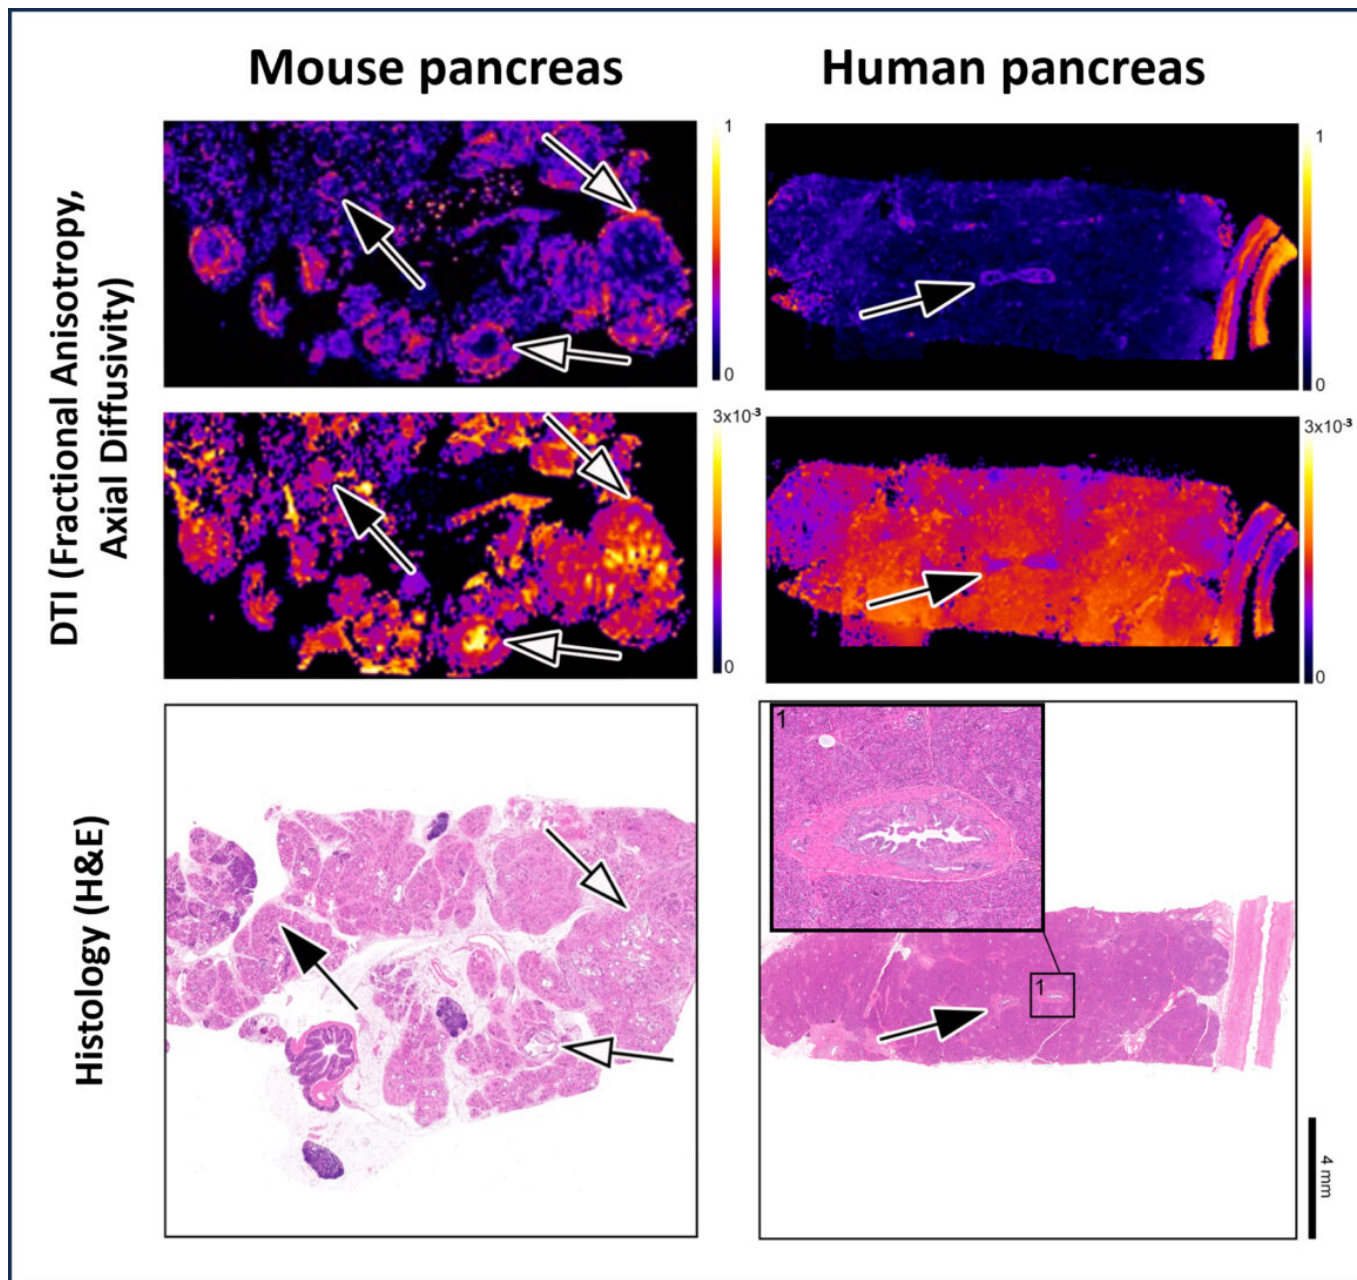 Mouse pancreas
Human pancreas
DTI (Fractional Anisotropy,
Axial Diffusivity)
1
0
1
0
3x10⁻³
0
3x10⁻³
0
Histology (H&E)
1
1
4 mm